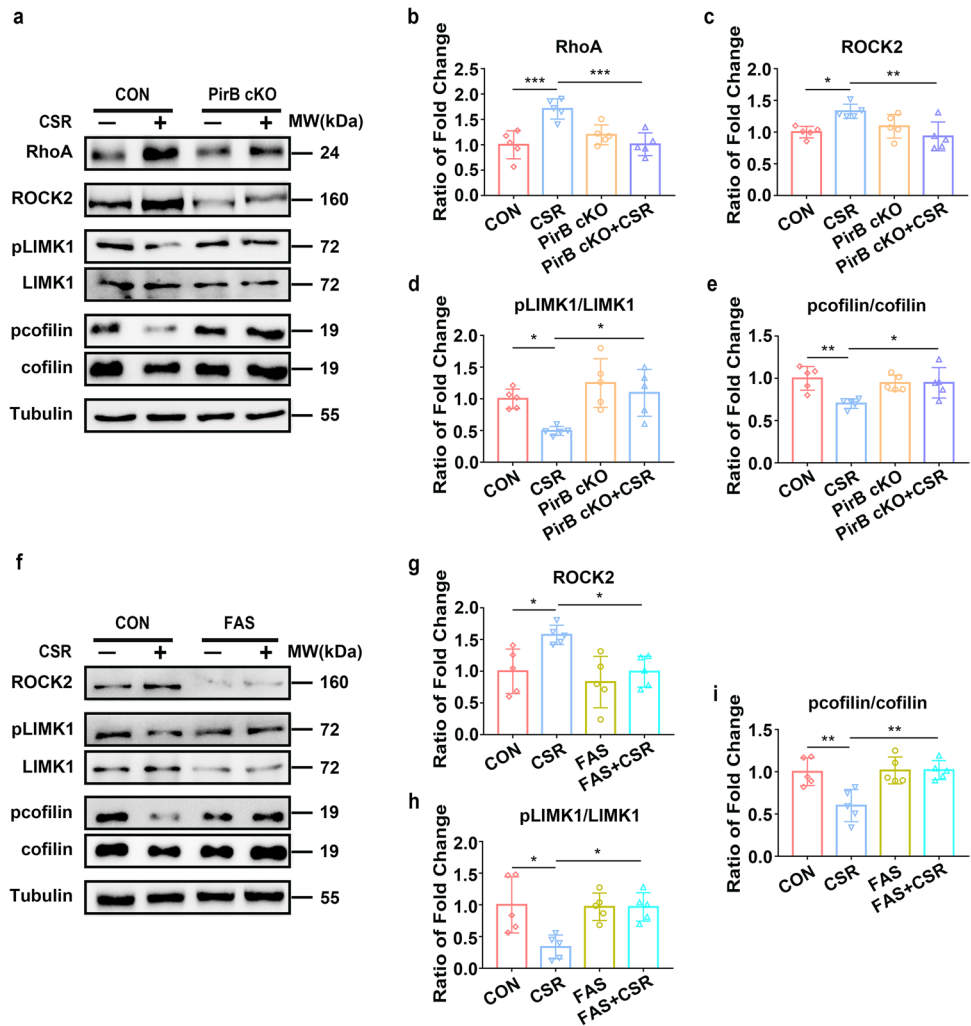 a
CON PirB cKO
CSR — + — + MW(kDa)
RhoA 24
ROCK2 160
pLIMK1 72
LIMK1 72
pcofilin 19
cofilin 19
Tubulin 55
b
RhoA
Ratio of Fold Change
2.5
2.0
1.5
1.0
0.5
0.0
*** ***
CON CSR PirB cKO PirB cKO+CSR
c
ROCK2
Ratio of Fold Change
2.0
1.5
1.0
0.5
0.0
* **
CON CSR PirB cKO PirB cKO+CSR
d
pLIMK1/LIMK1
Ratio of Fold Change
2.0
1.5
1.0
0.5
0.0
* *
CON CSR PirB cKO PirB cKO+CSR
e
pcofilin/cofilin
Ratio of Fold Change
1.5
1.0
0.5
0.0
** *
CON CSR PirB cKO PirB cKO+CSR
f
CON FAS
CSR — + — + MW(kDa)
ROCK2 160
pLIMK1 72
LIMK1 72
pcofilin 19
cofilin 19
Tubulin 55
g
ROCK2
Ratio of Fold Change
2.0
1.5
1.0
0.5
0.0
* *
CON CSR FAS FAS+CSR
h
pLIMK1/LIMK1
Ratio of Fold Change
2.0
1.5
1.0
0.5
0.0
* *
CON CSR FAS FAS+CSR
i
pcofilin/cofilin
Ratio of Fold Change
1.5
1.0
0.5
0.0
** **
CON CSR FAS FAS+CSR